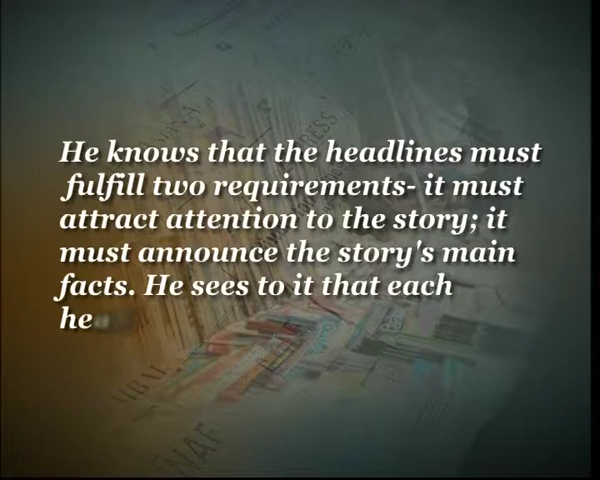 He knows that the headlines must
fulfill two requirements- it must
attract attention to the story; it
must announce the story's main
facts. He sees to it that each
he